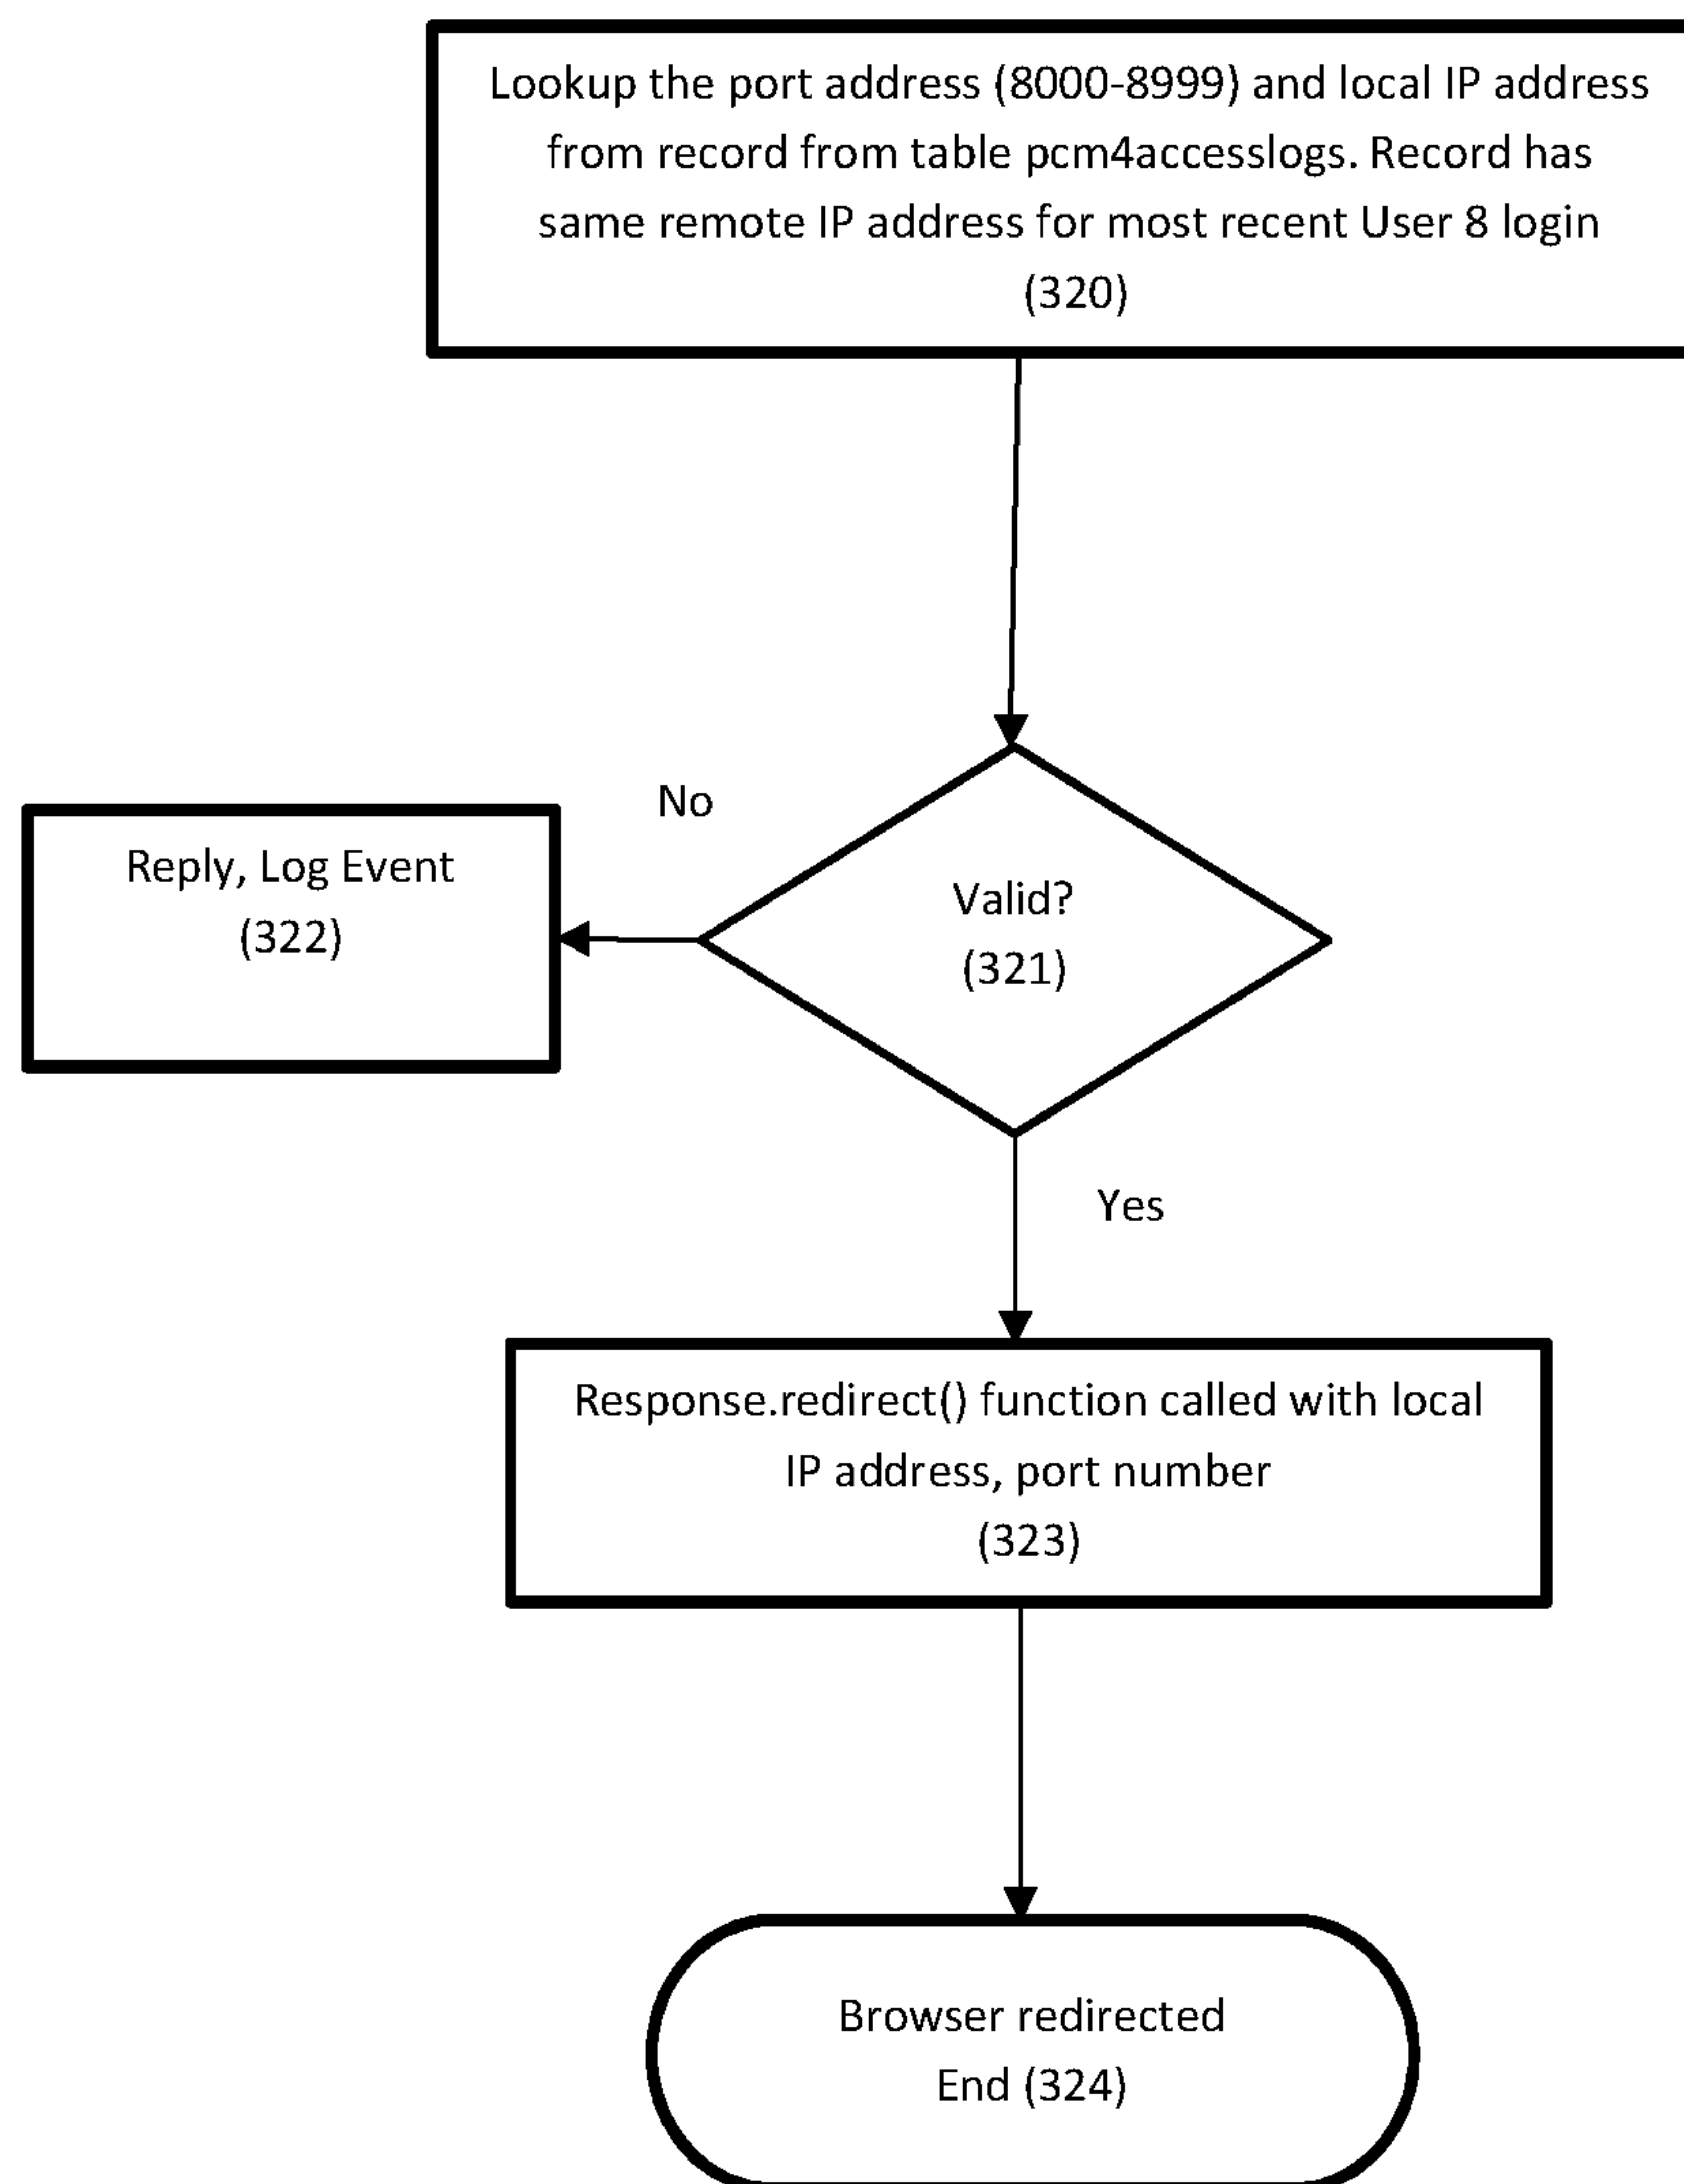 Lookup the port address (8000-8999) and local IP address
from record from table pcm4accesslogs. Record has
same remote IP address for most recent User 8 login
(320)
No
Reply, Log Event
(322)
Valid?
(321)
Yes
Response.redirect() function called with local
IP address, port number
(323)
Browser redirected
End (324)